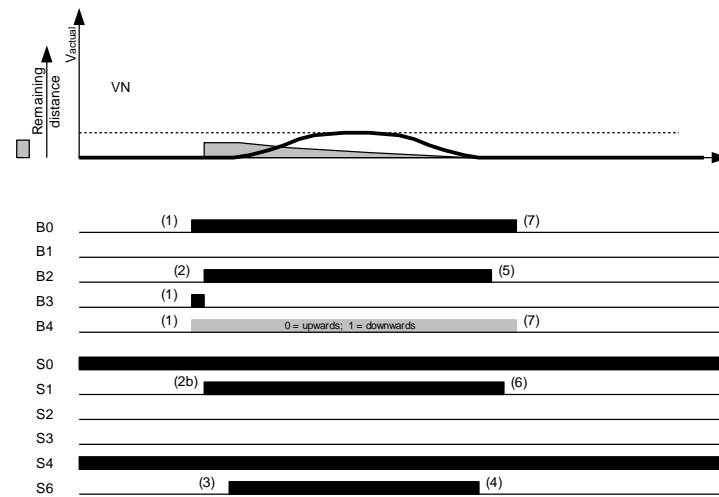 Remaining
distance
Vactual
VN
B0 (1) (7)
B1
B2 (2) (5)
B3 (1)
B4 (1) 0 = upwards; 1 = downwards (7)
S0
S1 (2b) (6)
S2
S3
S4
S6 (3) (4)